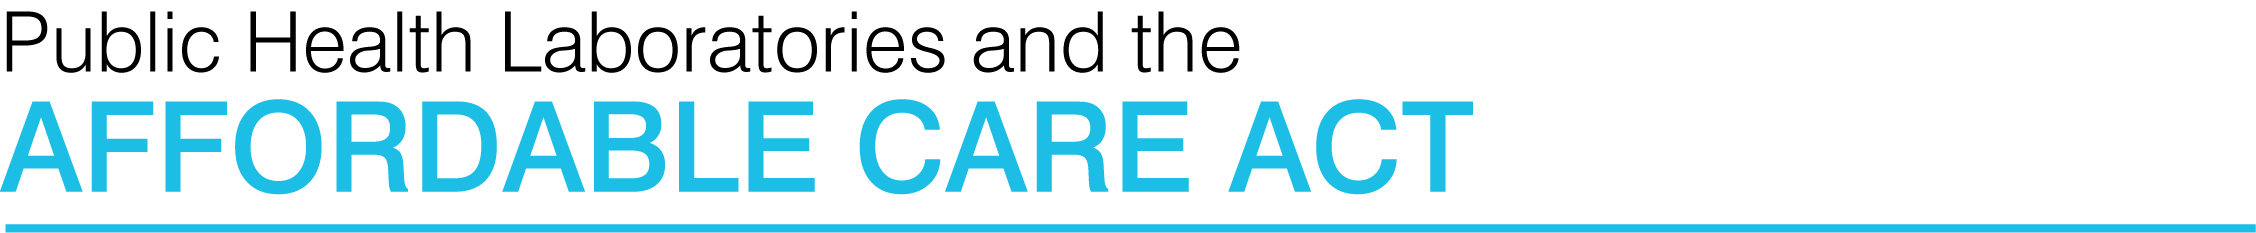 Public Health Laboratories and the
AFFORDABLE CARE ACT